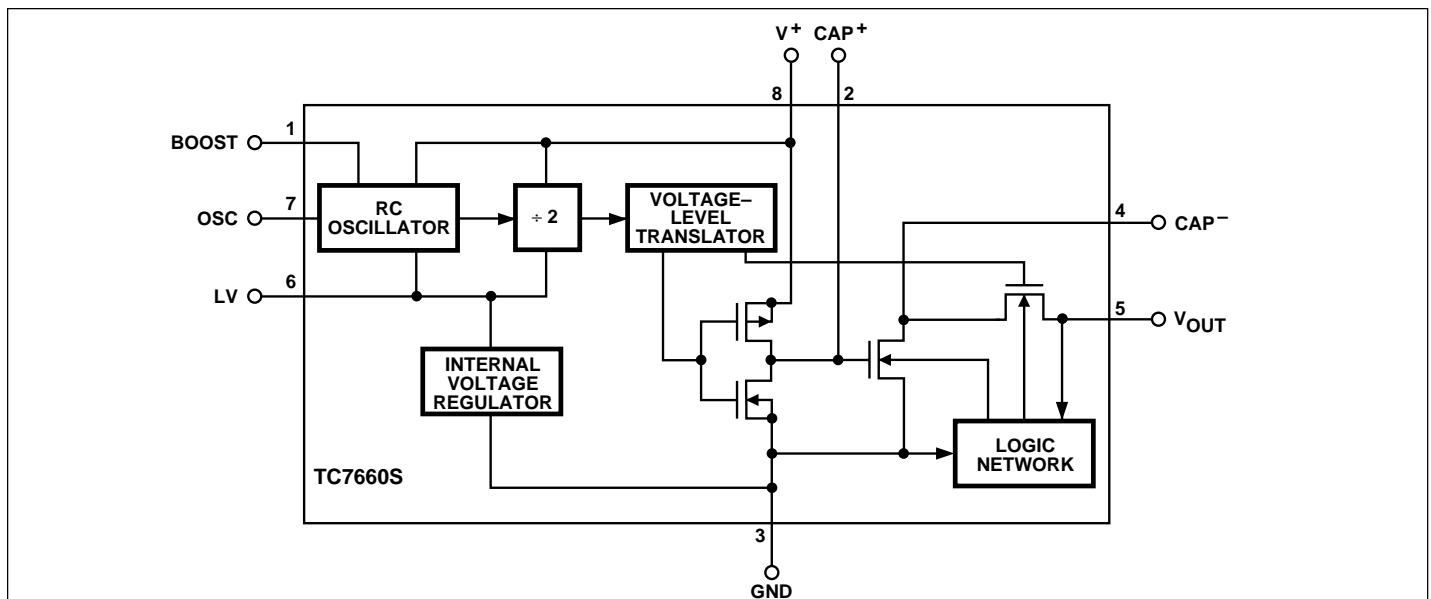 V+ CAP+
8 2
BOOST 1
OSC 7
LV 6
RC
OSCILLATOR
÷ 2
VOLTAGE–
LEVEL
TRANSLATOR
4 CAP–
5 VOUT
INTERNAL
VOLTAGE
REGULATOR
LOGIC
NETWORK
TC7660S
3
GND